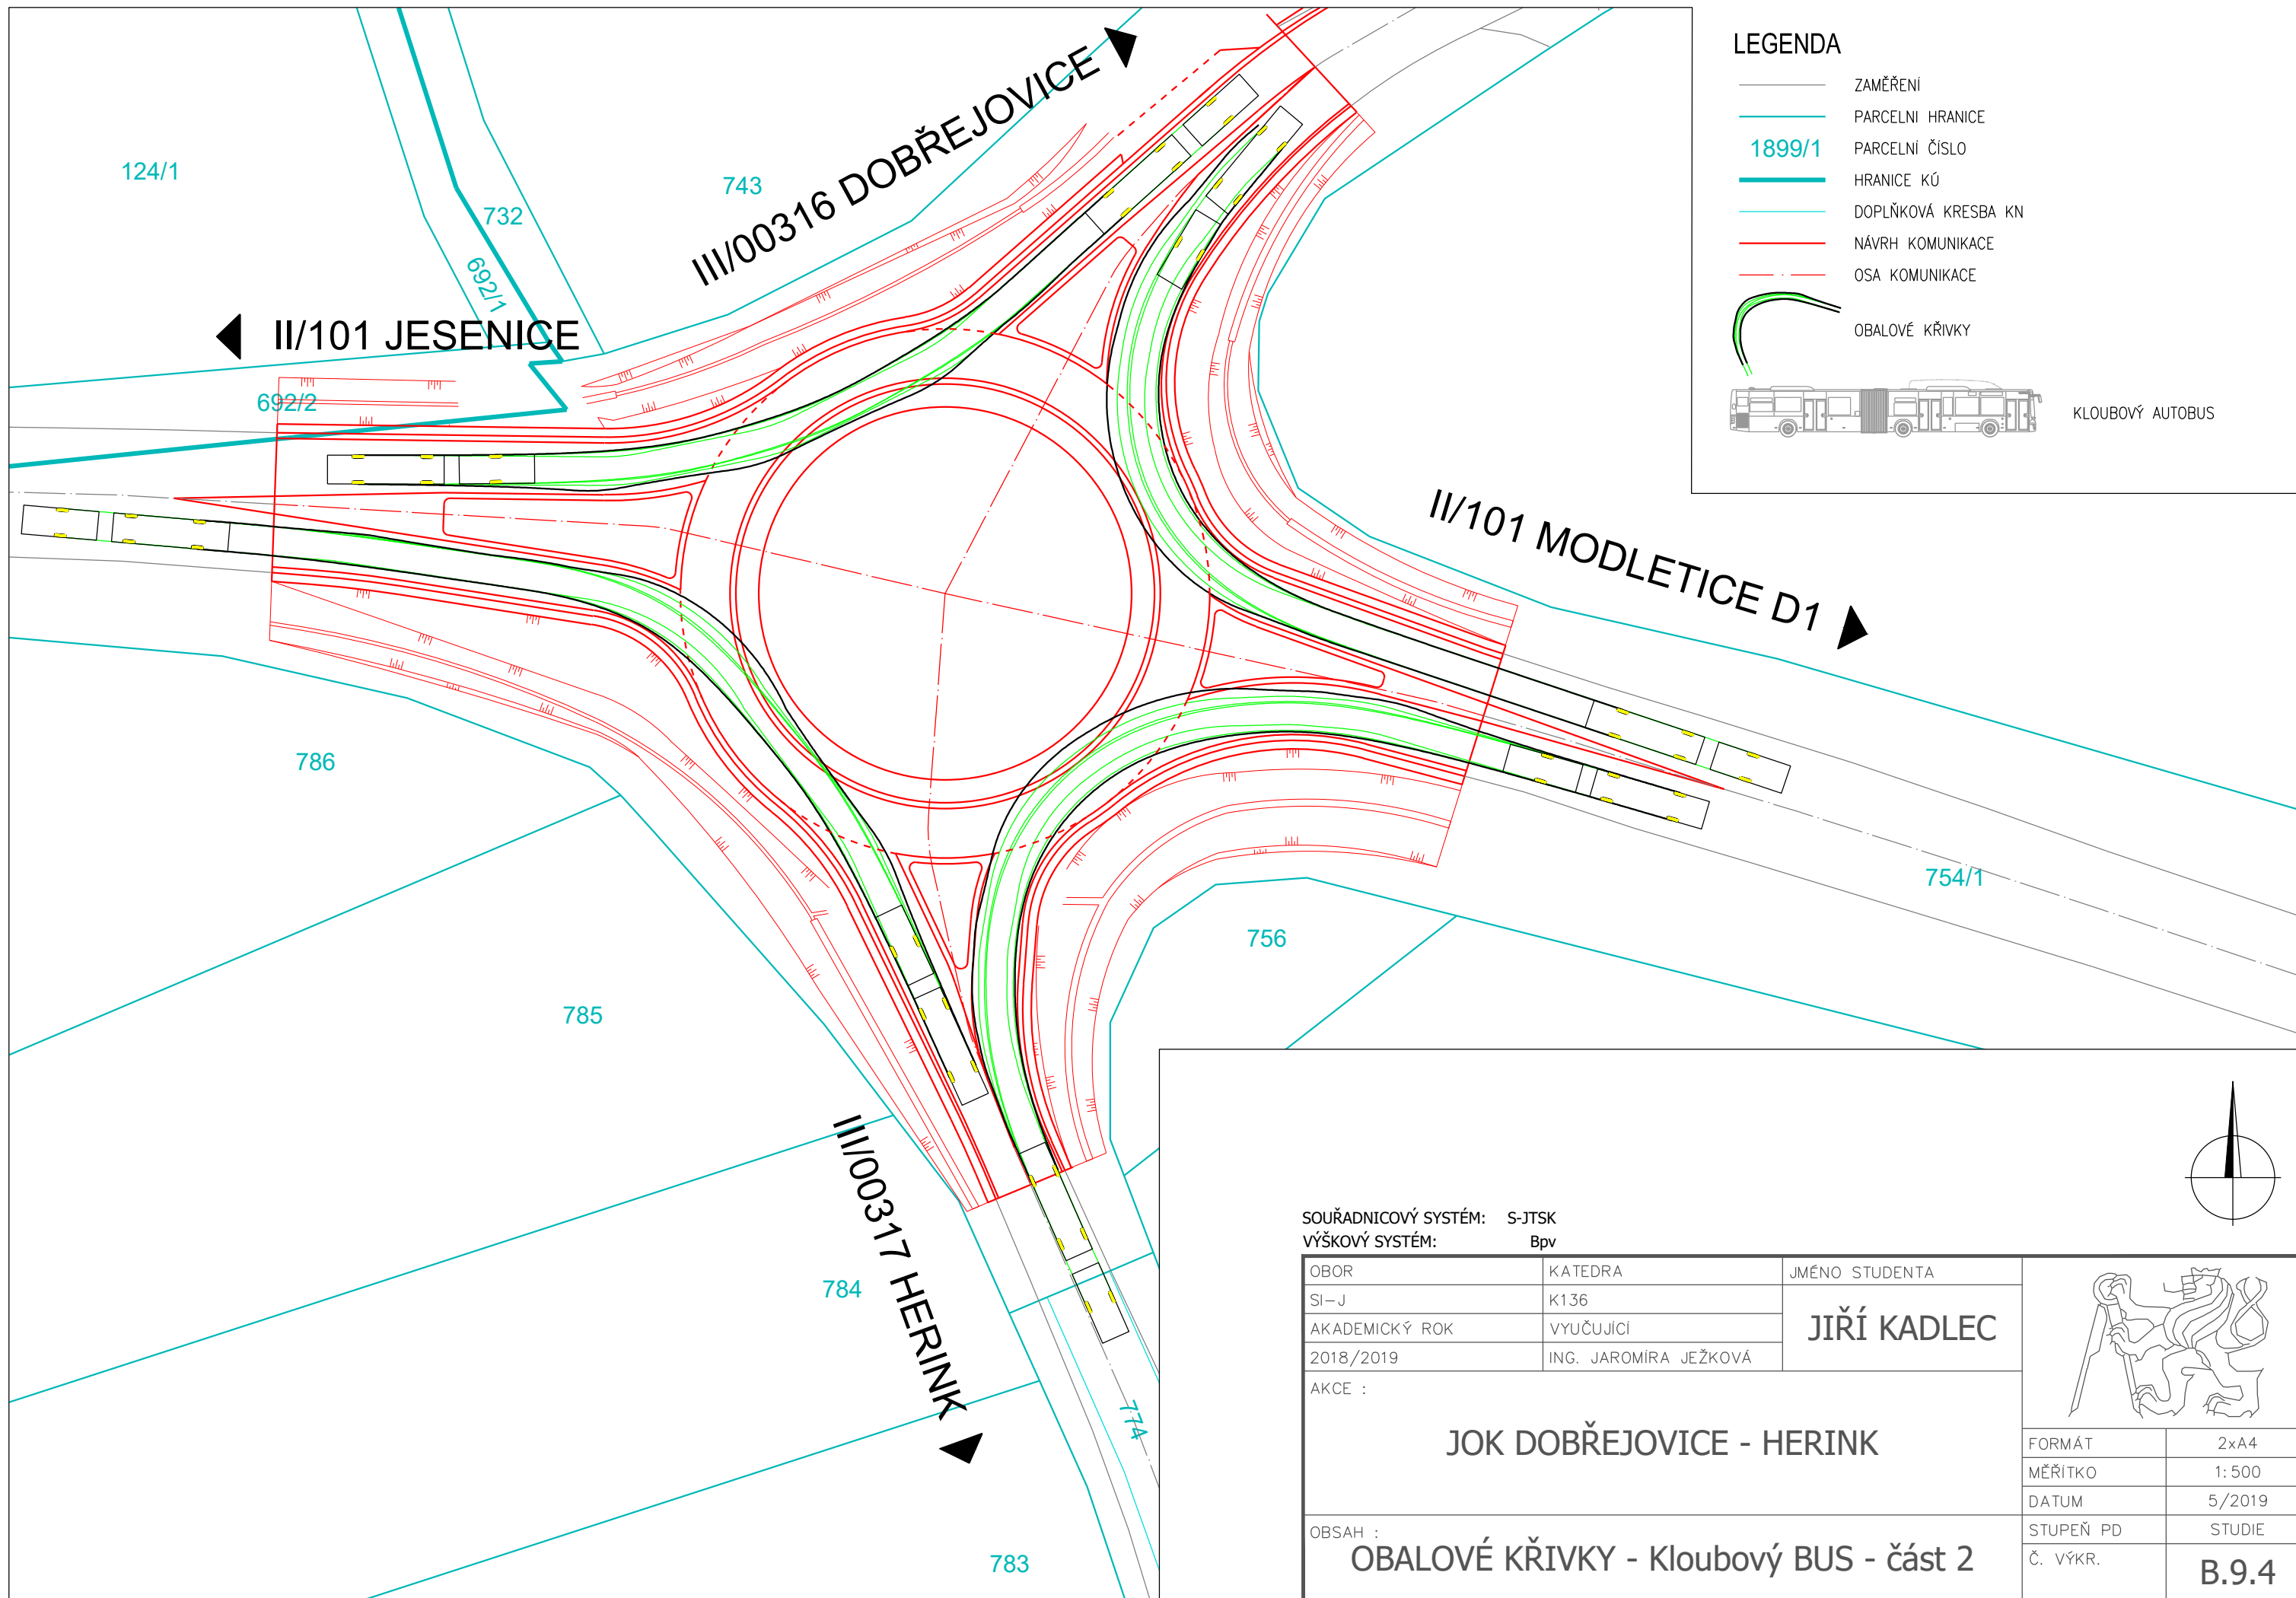 124/1
732
692/1
743
III/00316 DOBŘEJOVICE
II/101 JESENICE
692/2
II/101 MODLETICE D1
786
785
784
783
756
754/1
774
III/00317 HERINK
LEGENDA
ZAMĚŘENÍ
PARCELNI HRANICE
1899/1 PARCELNÍ ČÍSLO
HRANICE KÚ
DOPLŇKOVÁ KRESBA KN
NÁVRH KOMUNIKACE
OSA KOMUNIKACE
OBALOVÉ KŘIVKY
KLOUBOVÝ AUTOBUS
SOUŘADNICOVÝ SYSTÉM: S-JTSK
VÝŠKOVÝ SYSTÉM: Bpv
OBOR KATEDRA JMÉNO STUDENTA
SI-J K136
JIŘÍ KADLEC
AKADEMICKÝ ROK VYUČUJÍCÍ
2018/2019 ING. JAROMÍRA JEŽKOVÁ
AKCE :
JOK DOBŘEJOVICE - HERINK
FORMÁT 2xA4
MĚŘÍTKO 1:500
DATUM 5/2019
STUPEŇ PD STUDIE
OBSAH :
OBALOVÉ KŘIVKY - Kloubový BUS - část 2
Č. VÝKR. B.9.4